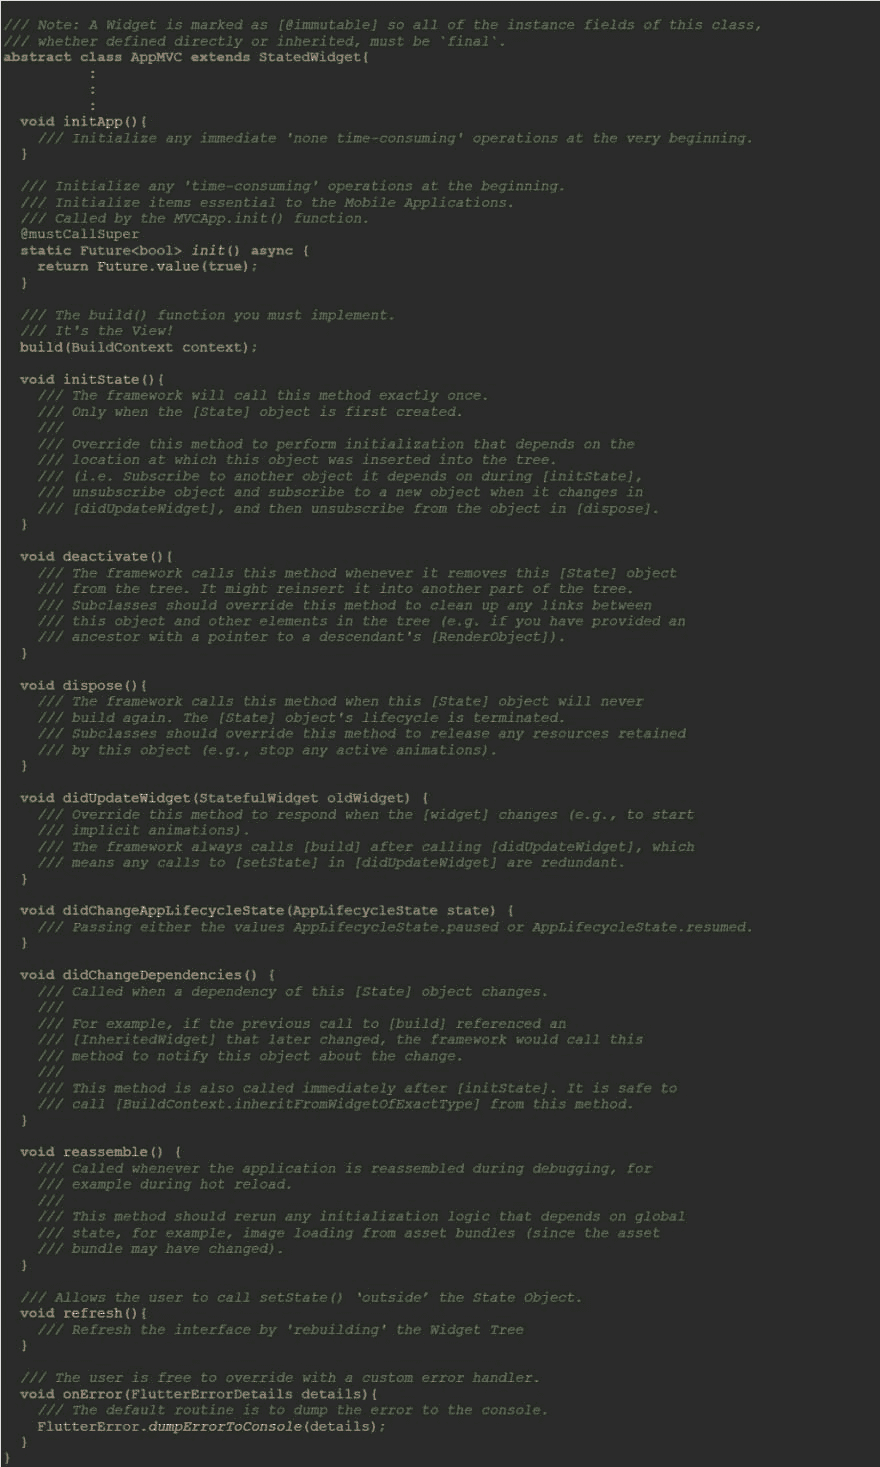 /// Note: A Widget is marked as [@immutable] so all of the instance fields of this class,
/// whether defined directly or inherited, must be `final`.
abstract class AppMVC extends StatedWidget{
:
:
:
void initApp(){
/// Initialize any immediate 'none time-consuming' operations at the very beginning.
}
/// Initialize any 'time-consuming' operations at the beginning.
/// Initialize items essential to the Mobile Applications.
/// Called by the MVCApp.init() function.
@mustCallSuper
static Future<bool> init() async {
return Future.value(true);
}
/// The build() function you must implement.
/// It's the View!
build(BuildContext context);
void initState(){
/// The framework will call this method exactly once.
/// Only when the [State] object is first created.
///
/// Override this method to perform initialization that depends on the
/// location at which this object was inserted into the tree.
/// (i.e. Subscribe to another object it depends on during [initState],
/// unsubscribe object and subscribe to a new object when it changes in
/// [didUpdateWidget], and then unsubscribe from the object in [dispose].
}
void deactivate(){
/// The framework calls this method whenever it removes this [State] object
/// from the tree. It might reinsert it into another part of the tree.
/// Subclasses should override this method to clean up any links between
/// this object and other elements in the tree (e.g. if you have provided an
/// ancestor with a pointer to a descendant's [RenderObject]).
}
void dispose(){
/// The framework calls this method when this [State] object will never
/// build again. The [State] object's lifecycle is terminated.
/// Subclasses should override this method to release any resources retained
/// by this object (e.g., stop any active animations).
}
void didUpdateWidget(StatefulWidget oldWidget) {
/// Override this method to respond when the [widget] changes (e.g., to start
/// implicit animations).
/// The framework always calls [build] after calling [didUpdateWidget], which
/// means any calls to [setState] in [didUpdateWidget] are redundant.
}
void didChangeAppLifecycleState(AppLifecycleState state) {
/// Passing either the values AppLifecycleState.paused or AppLifecycleState.resumed.
}
void didChangeDependencies() {
/// Called when a dependency of this [State] object changes.
///
/// For example, if the previous call to [build] referenced an
/// [InheritedWidget] that later changed, the framework would call this
/// method to notify this object about the change.
///
/// This method is also called immediately after [initState]. It is safe to
/// call [BuildContext.inheritFromWidgetOfExactType] from this method.
}
void reassemble() {
/// Called whenever the application is reassembled during debugging, for
/// example during hot reload.
///
/// This method should rerun any initialization logic that depends on global
/// state, for example, image loading from asset bundles (since the asset
/// bundle may have changed).
}
/// Allows the user to call setState() ‘outside’ the State Object.
void refresh(){
/// Refresh the interface by 'rebuilding' the Widget Tree
}
/// The user is free to override with a custom error handler.
void onError(FlutterErrorDetails details){
/// The default routine is to dump the error to the console.
FlutterError.dumpErrorToConsole(details);
}
}